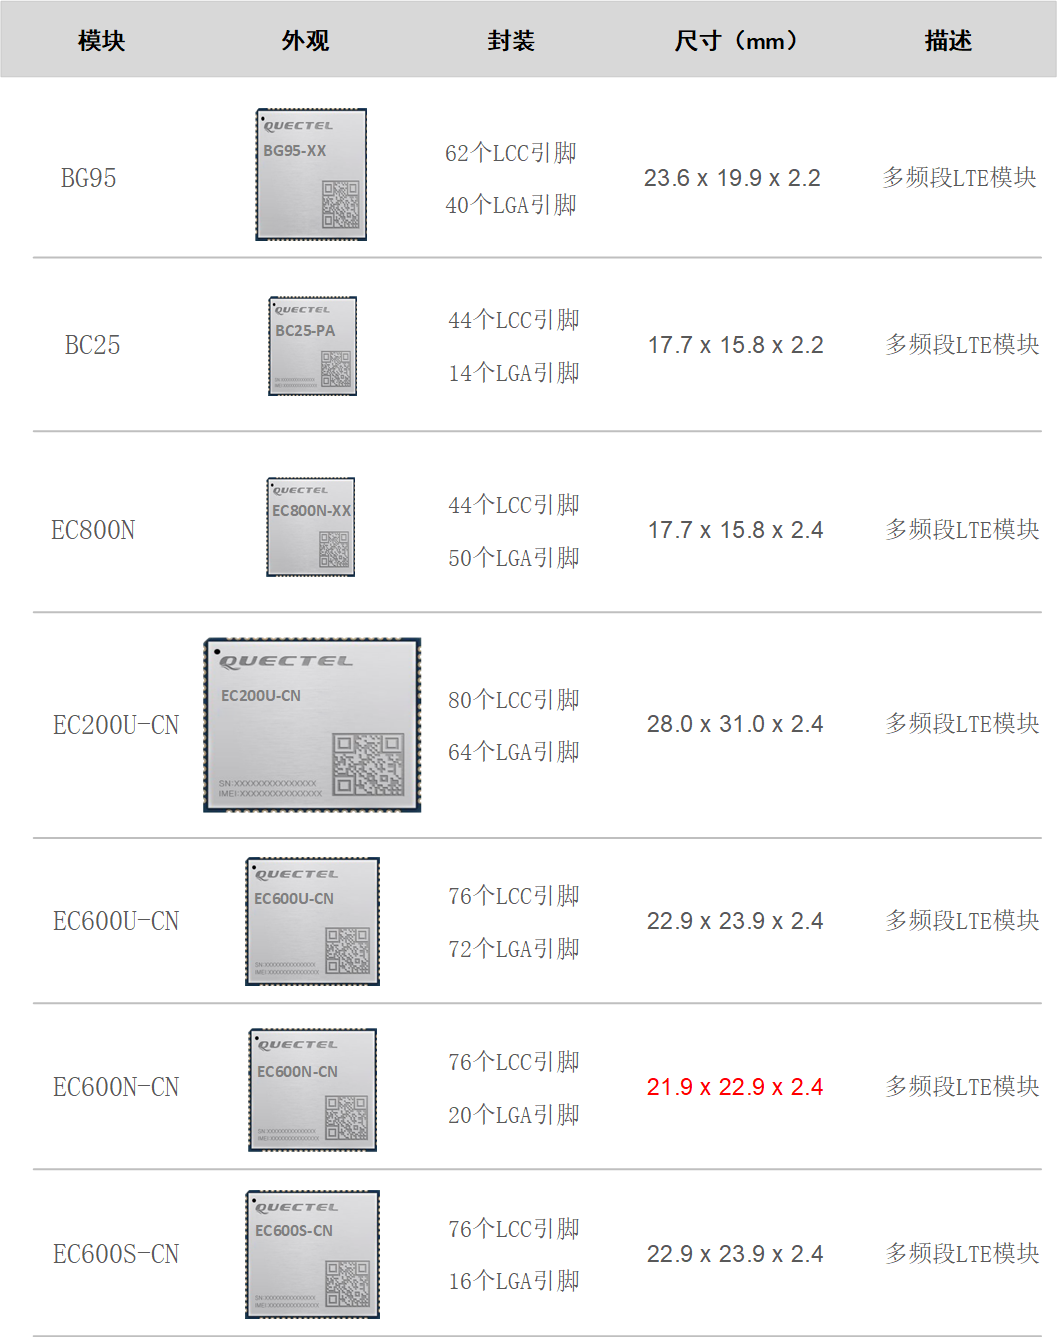 模块 外观 封装 尺寸（mm） 描述
QUECTEL
BG95-XX
62个LCC引脚
BG95
23.6 x 19.9 x 2.2
多频段LTE模块
40个LGA引脚
QUECTEL
BC25-PA
44个LCC引脚
BC25
17.7 x 15.8 x 2.2
多频段LTE模块
14个LGA引脚
QUECTEL
EC800N-XX
44个LCC引脚
EC800N
17.7 x 15.8 x 2.4
多频段LTE模块
50个LGA引脚
QUECTEL
EC200U-CN
80个LCC引脚
EC200U-CN
28.0 x 31.0 x 2.4
多频段LTE模块
64个LGA引脚
SN:XXXXXXXXXXXXXXX
IMEI:XXXXXXXXXXXXXXX
QUECTEL
EC600U-CN
76个LCC引脚
EC600U-CN
22.9 x 23.9 x 2.4
多频段LTE模块
72个LGA引脚
QUECTEL
EC600N-CN
76个LCC引脚
EC600N-CN
21.9 x 22.9 x 2.4
多频段LTE模块
20个LGA引脚
QUECTEL
EC600S-CN
76个LCC引脚
EC600S-CN
22.9 x 23.9 x 2.4
多频段LTE模块
16个LGA引脚